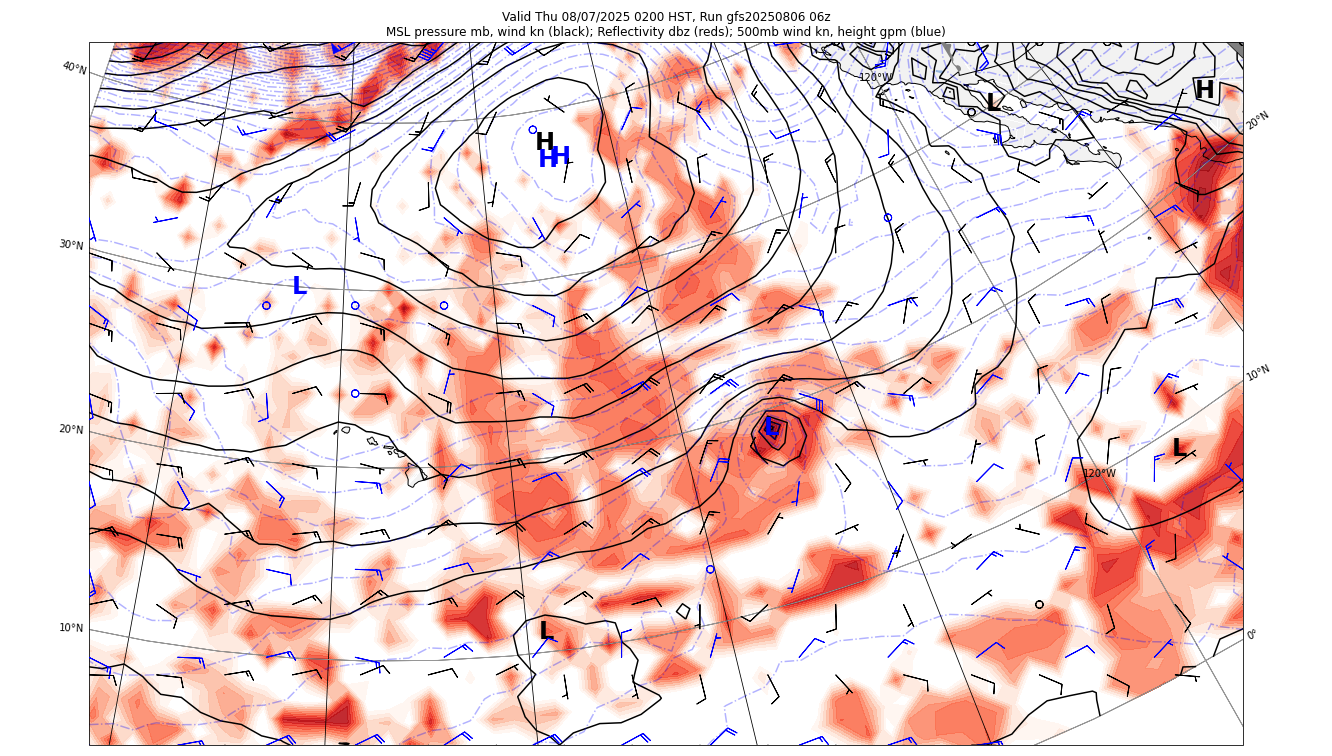 Valid Thu 08/07/2025 0200 HST, Run gfs20250806 06z
MSL pressure mb, wind kn (black); Reflectivity dbz (reds); 500mb wind kn, height gpm (blue)
40°N
120°W
L
H
20°N
H
H
H
30°N
L
10°N
20°N
L
L
120°W
10°N
L
0°